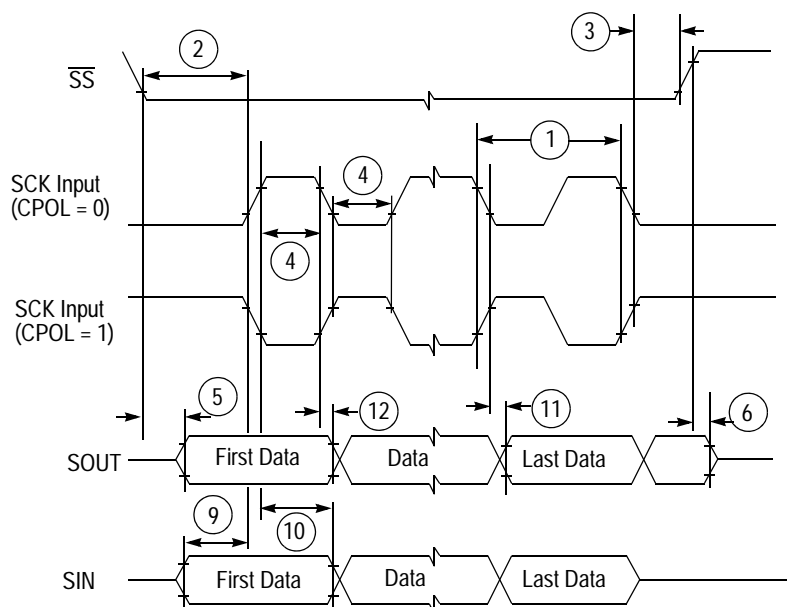 2
3
SS
1
SCK Input
(CPOL = 0)
4
4
SCK Input
(CPOL = 1)
5
12
11
6
SOUT
First Data
Data
Last Data
9
10
SIN
First Data
Data
Last Data